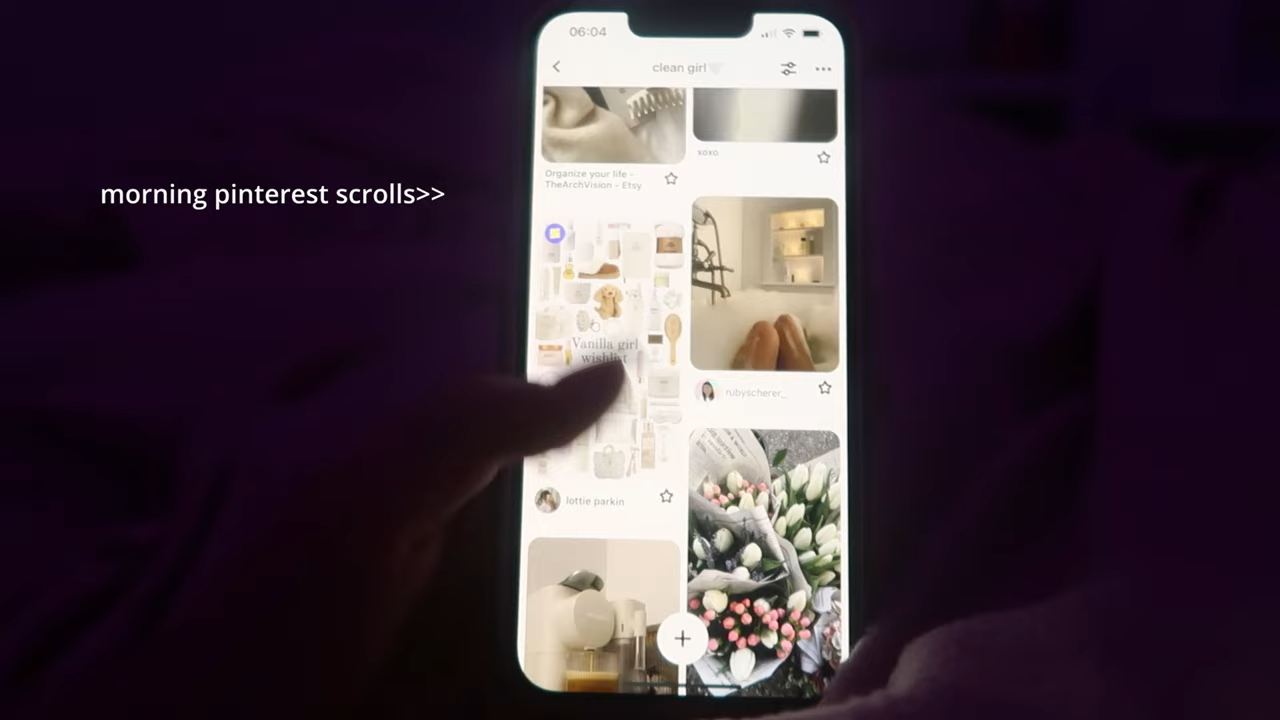 06:04
clean girl🤍
morning pinterest scrolls>>
Organize your life -
TheArchVision - Etsy
xoxo
Vanilla girl
wishlist
rubyscherer_
lottie parkin